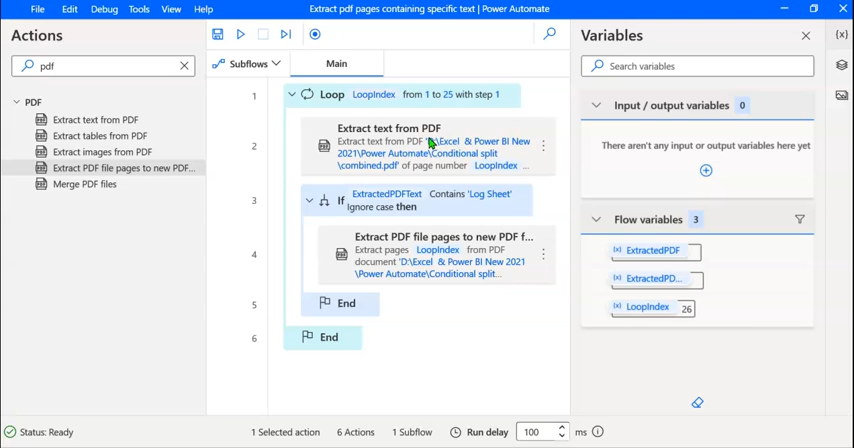 File Edit Debug Tools View Help Extract pdf pages containing specific text | Power Automate
Actions
pdf
PDF
Extract text from PDF
Extract tables from PDF
Extract images from PDF
Extract PDF file pages to new PDF...
Merge PDF files
Subflows Main
1 Loop LoopIndex from 1 to 25 with step 1
2 Extract text from PDF
Extract text from PDF '\Excel & Power BI New
2021\Power Automate\Conditional split
\combined.pdf' of page number LoopIndex ...
3 If ExtractedPDFText Contains 'Log Sheet'
Ignore case then
4 Extract PDF file pages to new PDF f...
Extract pages LoopIndex from PDF
document 'D:\Excel & Power BI New 2021
\Power Automate\Conditional split...
5 End
6 End
Variables
{x}
Search variables
Input / output variables 0
There aren't any input or output variables here yet
Flow variables 3
(x) ExtractedPDF
(x) ExtractedPD...
(x) LoopIndex 26
Status: Ready 1 Selected action 6 Actions 1 Subflow Run delay 100 ms